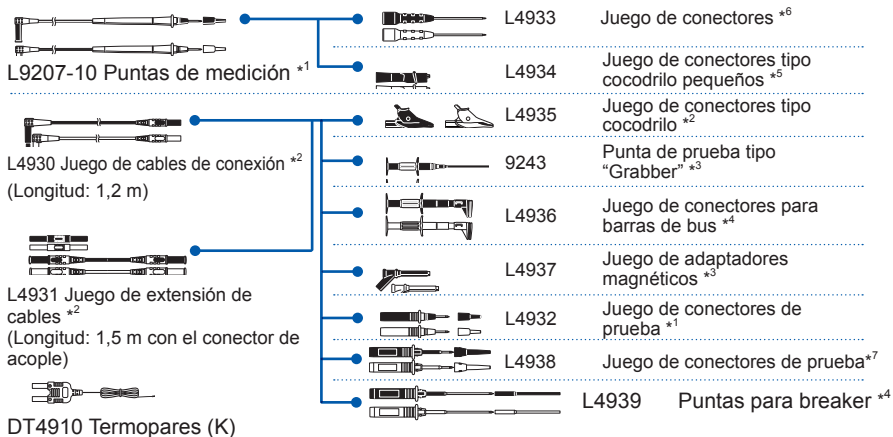 L9207-10 Puntas de medición *1
L4930 Juego de cables de conexión *2
(Longitud: 1,2 m)
L4931 Juego de extensión de
cables *2
(Longitud: 1,5 m con el conector de
acople)
DT4910 Termopares (K)
L4933 Juego de conectores *6
L4934 Juego de conectores tipo
cocodrilo pequeños *5
L4935 Juego de conectores tipo
cocodrilo *2
9243 Punta de prueba tipo
“Grabber” *3
L4936 Juego de conectores para
barras de bus *4
L4937 Juego de adaptadores
magnéticos *3
L4932 Juego de conectores de
prueba *1
L4938 Juego de conectores de prueba*7
L4939 Puntas para breaker *4